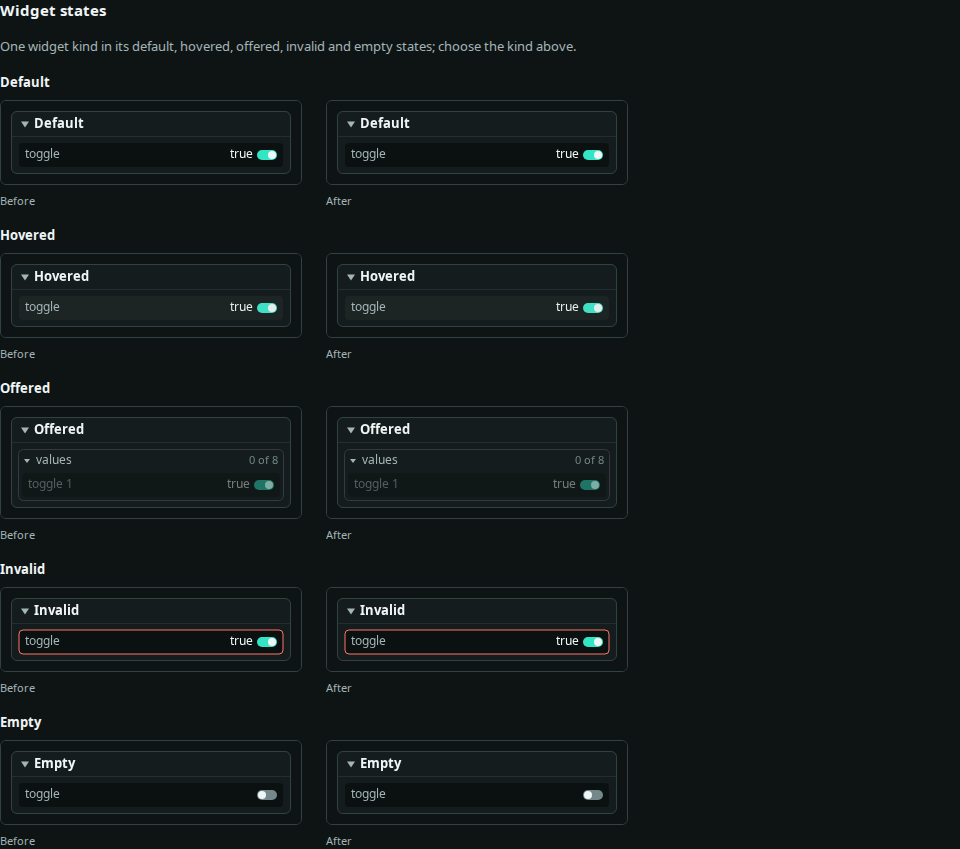 Widget states
One widget kind in its default, hovered, offered, invalid and empty states; choose the kind above.
Default
Default
toggle true
Default
toggle true
Before
After
Hovered
Hovered
toggle true
Hovered
toggle true
Before
After
Offered
Offered
values 0 of 8
toggle 1 true
Offered
values 0 of 8
toggle 1 true
Before
After
Invalid
Invalid
toggle true
Invalid
toggle true
Before
After
Empty
Empty
toggle
Empty
toggle
Before
After